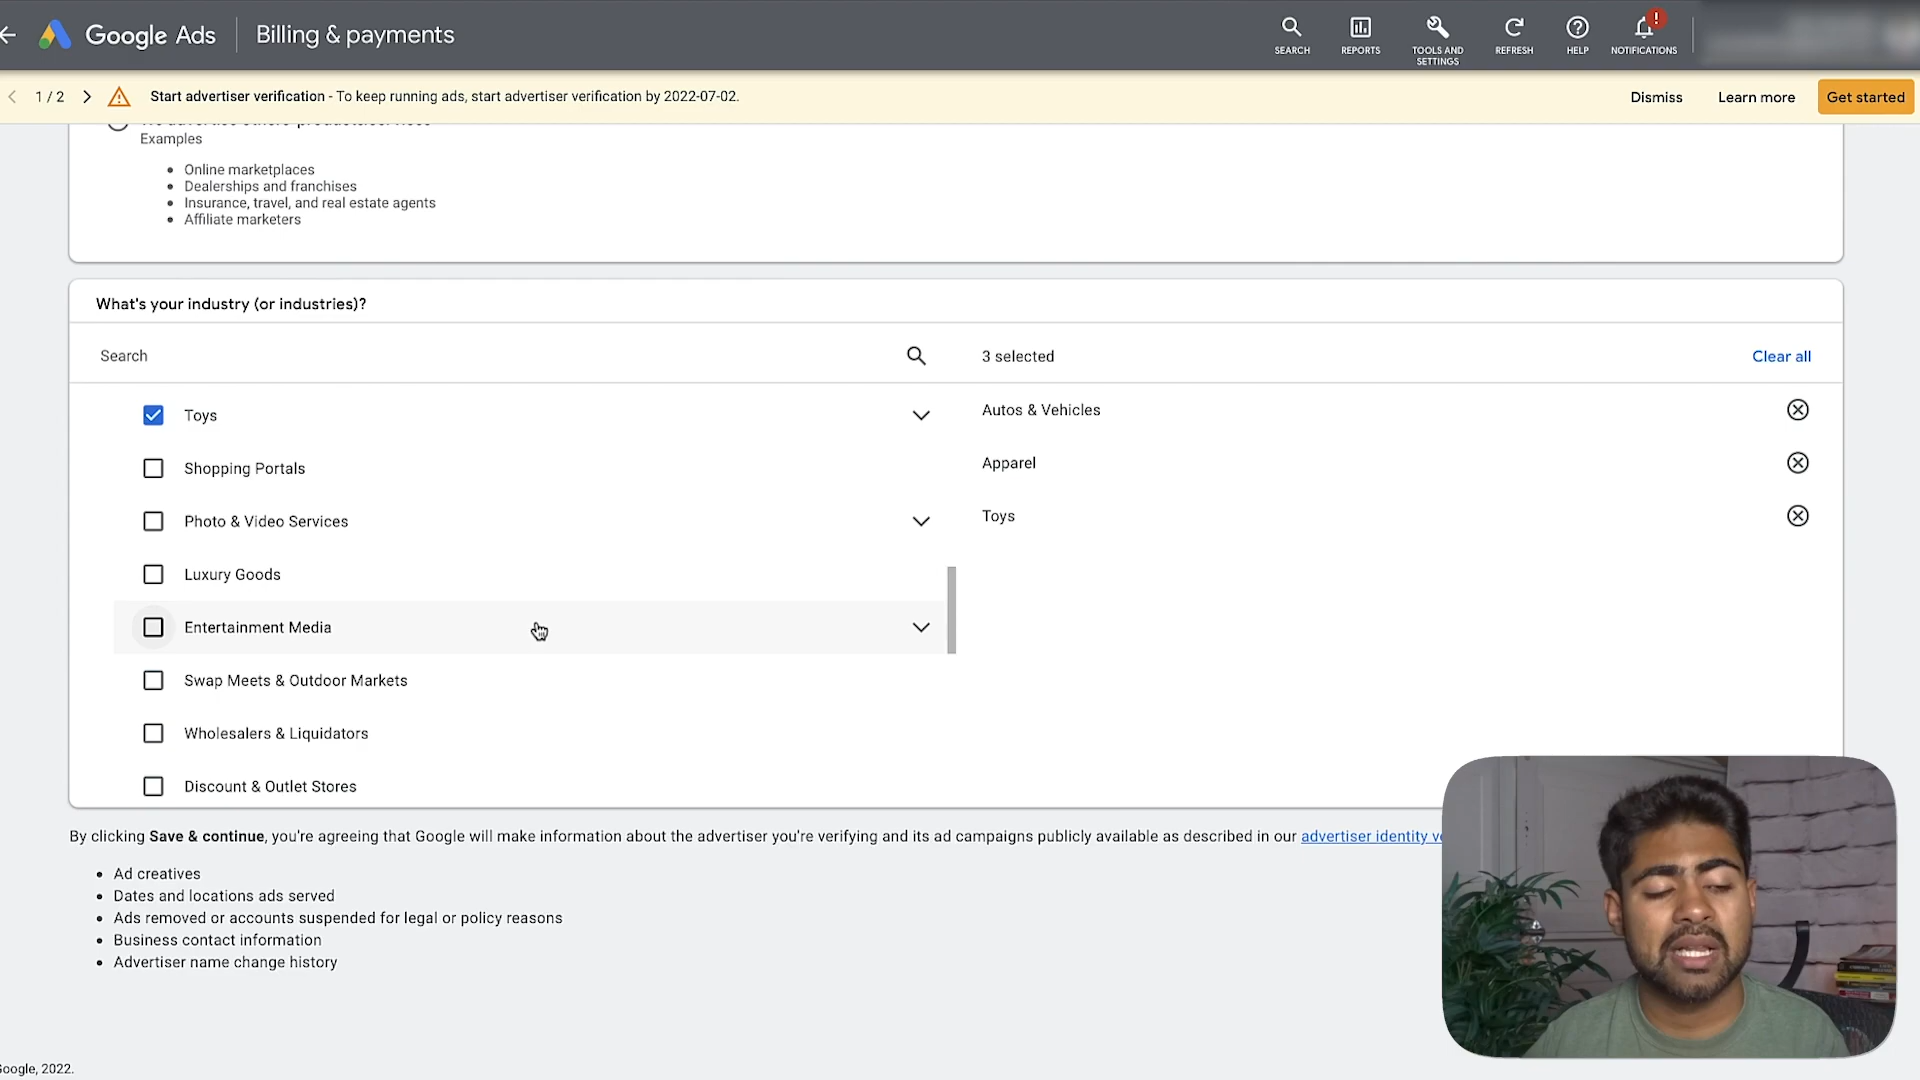 Google Ads
Billing & payments
SEARCH
REPORTS
TOOLS AND
SETTINGS
REFRESH
HELP
!
NOTIFICATIONS
1 / 2
Start advertiser verification - To keep running ads, start advertiser verification by 2022-07-02.
Dismiss
Learn more
Get started
Examples
• Online marketplaces
• Dealerships and franchises
• Insurance, travel, and real estate agents
• Affiliate marketers
What's your industry (or industries)?
Search
3 selected
Clear all
Toys
Shopping Portals
Photo & Video Services
Luxury Goods
Entertainment Media
Swap Meets & Outdoor Markets
Wholesalers & Liquidators
Discount & Outlet Stores
Autos & Vehicles
Apparel
Toys
By clicking Save & continue, you're agreeing that Google will make information about the advertiser you're verifying and its ad campaigns publicly available as described in our advertiser identity
• Ad creatives
• Dates and locations ads served
• Ads removed or accounts suspended for legal or policy reasons
• Business contact information
• Advertiser name change history
Google, 2022.